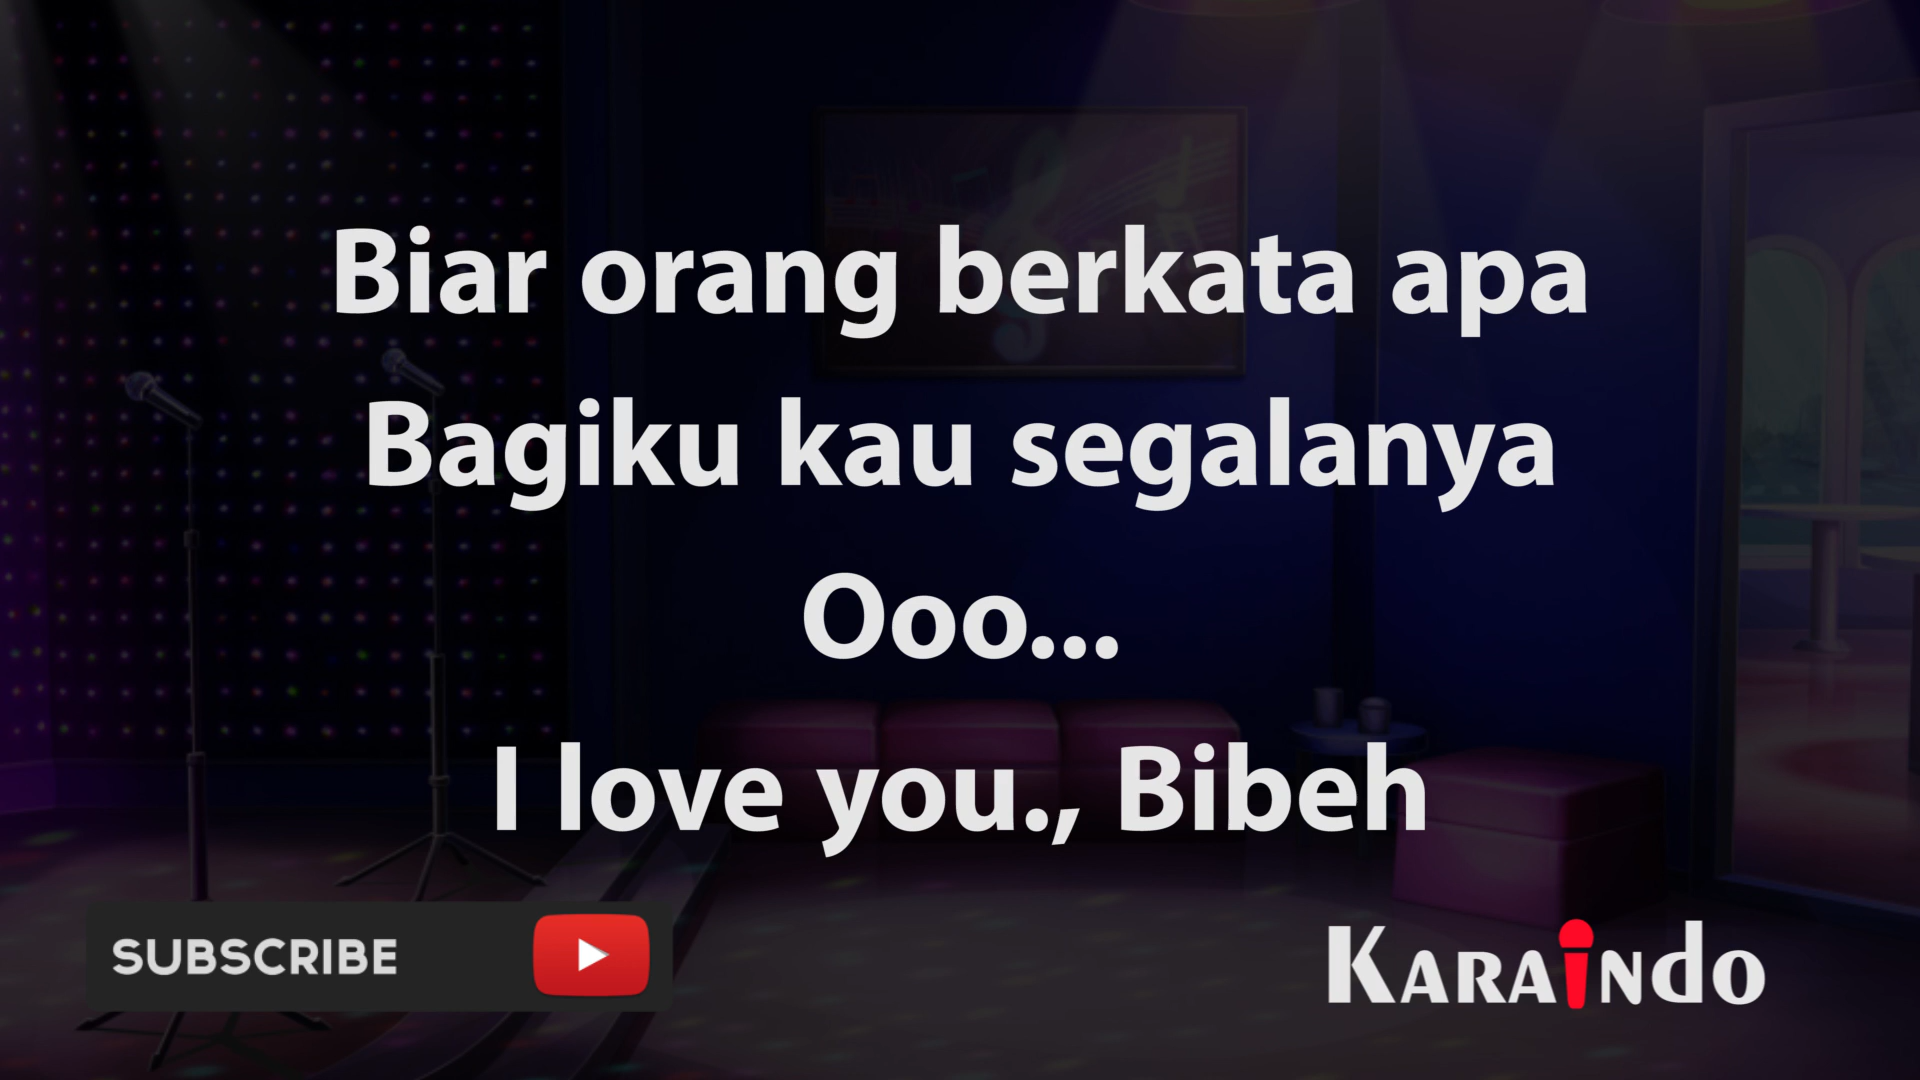 Biar orang berkata apa
Bagiku kau segalanya
Ooo...
I love you., Bibeh
SUBSCRIBE
KARAINDO